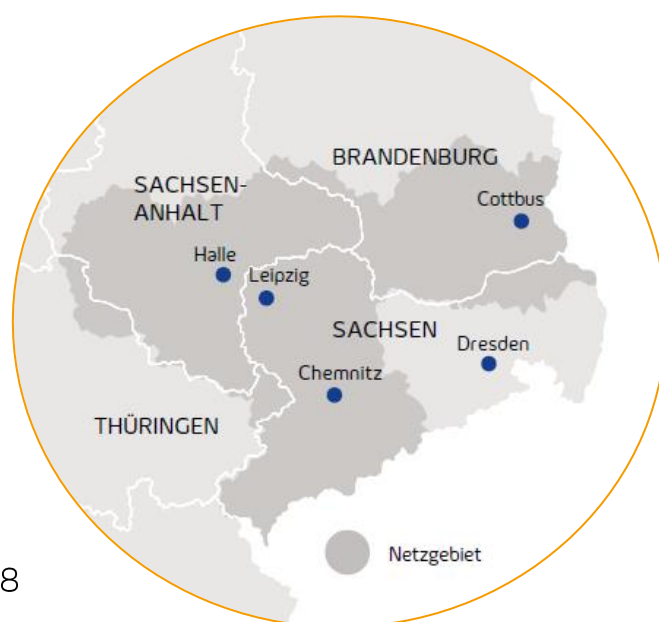 BRANDENBURG
SACHSEN-
ANHALT
Cottbus
Halle
Leipzig
SACHSEN
Dresden
Chemnitz
THÜRINGEN
Netzgebiet
8